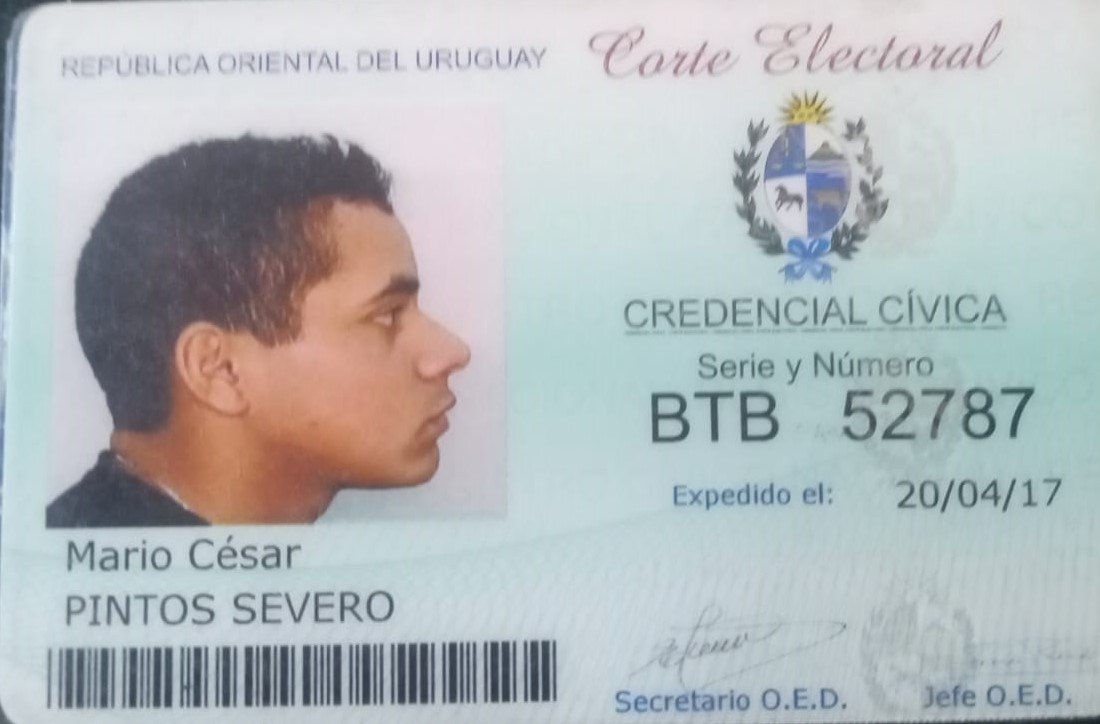 REPÚBLICA ORIENTAL DEL URUGUAY
Corte Electoral
CREDENCIAL CÍVICA
Serie y Número
BTB 52787
Expedido el: 20/04/17
Mario César
PINTOS SEVERO
Secretario O.E.D. Jefe O.E.D.